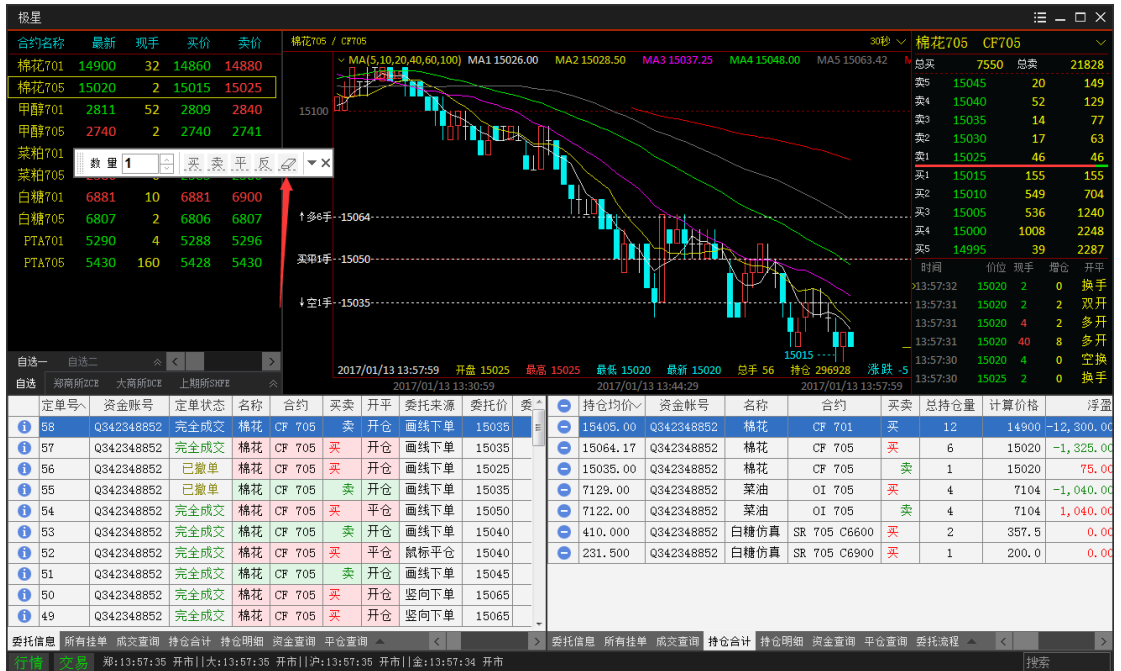 极星
合约名称 最新 现手 买价 卖价
棉花701 14900 32 14860 14880
棉花705 15020 2 15015 15025
甲醇701 2811 52 2809 2840
甲醇705 2740 2 2740 2741
菜粕701
菜粕705
数量 1 买 卖 平 反
白糖701 6881 10 6881 6900
白糖705 6807 2 6806 6807
PTA701 5290 4 5288 5296
PTA705 5430 160 5428 5430
自选一 自选二
自选 郑商所ZCE 大商所DCE 上期所SHFE
棉花705 / CF705 30秒
MA(5,10,20,40,60,100) MA1 15026.00 MA2 15028.50 MA3 15037.25 MA4 15048.00 MA5 15063.42 M
15100
↑多6手 15064
买平1手 15050
↓空1手 15035
15015
2017/01/13 13:57:59 开盘 15025 最高 15025 最低 15020 最新 15020 总手 56 持仓 296928 涨跌 -5
2017/01/13 13:30:59 2017/01/13 13:44:29 2017/01/13 13:57:59
棉花705 CF705
总买 7550 总卖 21828
卖5 15045 20 149
卖4 15040 52 129
卖3 15035 14 77
卖2 15030 17 63
卖1 15025 46 46
买1 15015 155 155
买2 15010 549 704
买3 15005 536 1240
买4 15000 1008 2248
买5 14995 39 2287
时间 价位 现手 增仓 开平
13:57:32 15020 2 0 换手
13:57:31 15020 2 2 双开
13:57:31 15020 4 2 多开
13:57:31 15020 40 8 多开
13:57:30 15020 4 0 空换
13:57:30 15025 2 0 换手
定单号 资金账号 定单状态 名称 合约 买卖 开平 委托来源 委托价 委
58 Q342348852 完全成交 棉花 CF 705 卖 开仓 画线下单 15035
57 Q342348852 完全成交 棉花 CF 705 买 开仓 画线下单 15035
56 Q342348852 已撤单 棉花 CF 705 买 开仓 画线下单 15025
55 Q342348852 已撤单 棉花 CF 705 卖 开仓 画线下单 15035
54 Q342348852 完全成交 棉花 CF 705 买 平仓 画线下单 15050
53 Q342348852 完全成交 棉花 CF 705 卖 开仓 画线下单 15040
52 Q342348852 完全成交 棉花 CF 705 买 平仓 鼠标平仓 15040
51 Q342348852 完全成交 棉花 CF 705 卖 开仓 画线下单 15045
50 Q342348852 完全成交 棉花 CF 705 买 开仓 竖向下单 15065
49 Q342348852 完全成交 棉花 CF 705 买 开仓 竖向下单 15065
委托信息 所有挂单 成交查询 持仓合计 持仓明细 资金查询 平仓查询
持仓均价 资金帐号 名称 合约 买卖 总持仓量 计算价格 浮盈
15405.00 Q342348852 棉花 CF 701 买 12 14900 -12,300.00
15064.17 Q342348852 棉花 CF 705 买 6 15020 -1,325.00
15035.00 Q342348852 棉花 CF 705 卖 1 15020 75.00
7129.00 Q342348852 菜油 OI 705 买 4 7104 -1,040.00
7122.00 Q342348852 菜油 OI 705 卖 4 7104 1,040.00
410.000 Q342348852 白糖仿真 SR 705 C6600 买 2 357.5 0.00
231.500 Q342348852 白糖仿真 SR 705 C6900 买 1 200.0 0.00
委托信息 所有挂单 成交查询 持仓合计 持仓明细 资金查询 平仓查询 委托流程
行情 交易 郑:13:57:35 开市||大:13:57:35 开市||沪:13:57:35 开市||金:13:57:34 开市 搜索